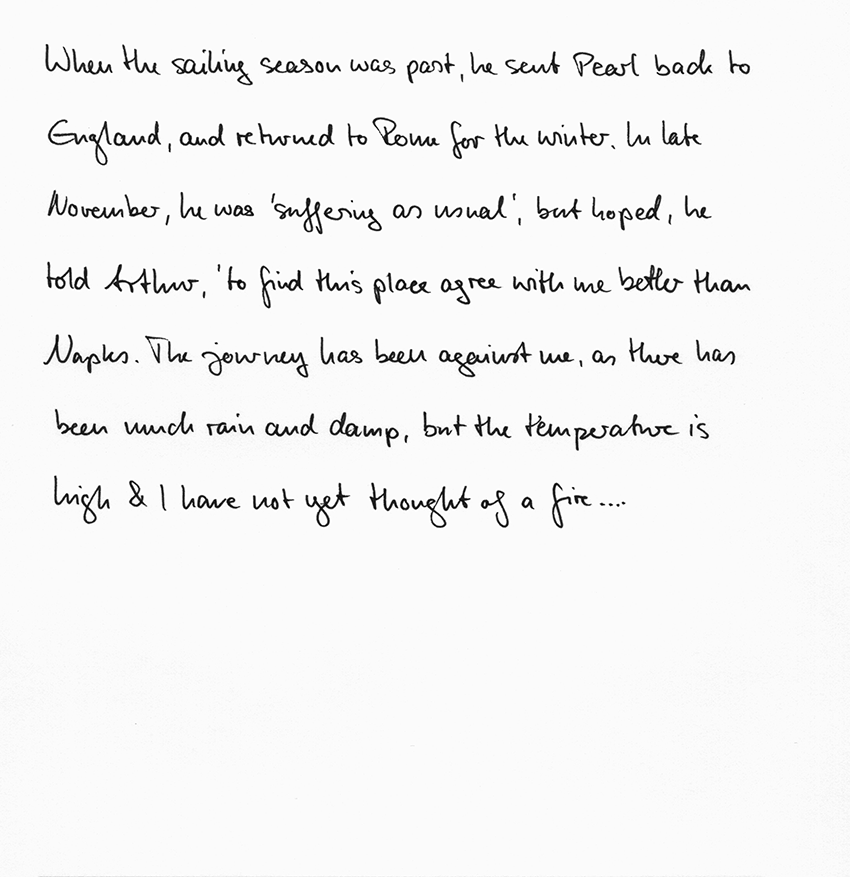 When the sailing season was past, he sent Pearl back to
England, and returned to Rome for the winter. In late
November, he was 'suffering as usual', but hoped, he
told Arthur, 'to find this place agree with me better than
Naples. The journey has been against me, as there has
been much rain and damp, but the temperature is
high & I have not yet thought of a fire....